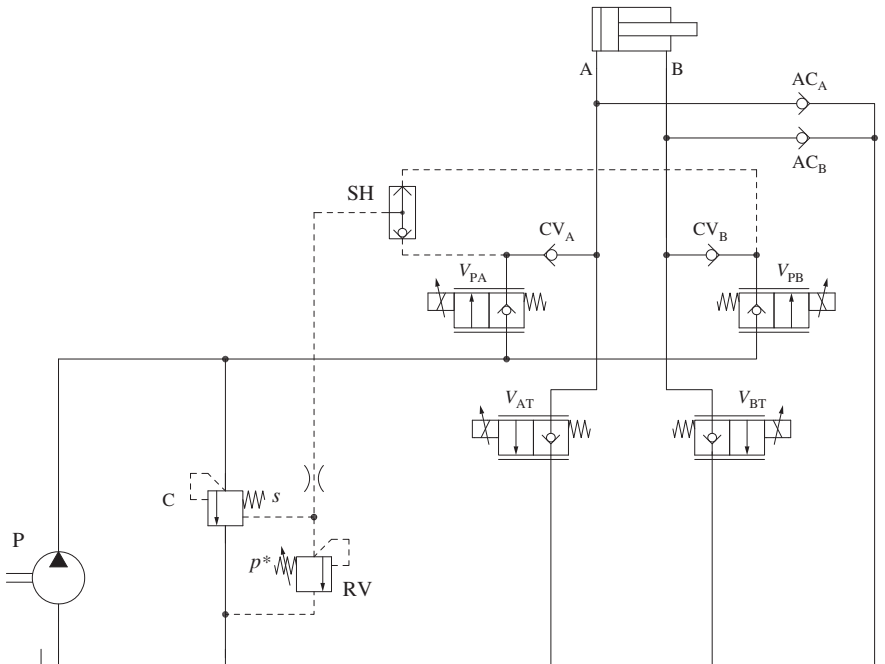 A
B
AC_A
AC_B
SH
CV_A
CV_B
V_PA
V_PB
V_AT
V_BT
C
s
P
p*
RV